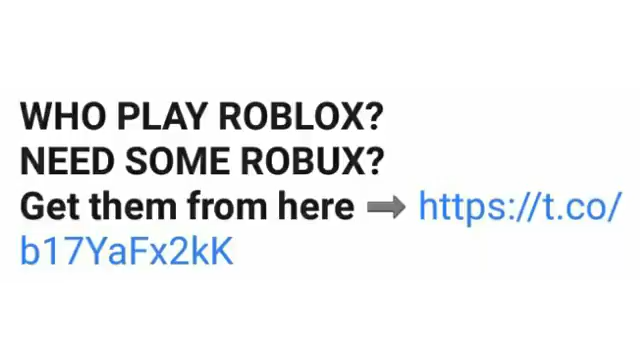 WHO PLAY ROBLOX?
NEED SOME ROBUX?
Get them from here ➡ https://t.co/
b17YaFx2kK